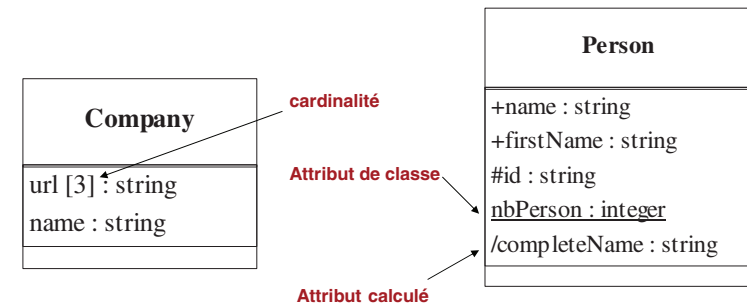 Company
url [3] : string
name : string
cardinalité
Attribut de classe
Attribut calculé
Person
+name : string
+firstName : string
#id : string
nbPerson : integer
/completeName : string